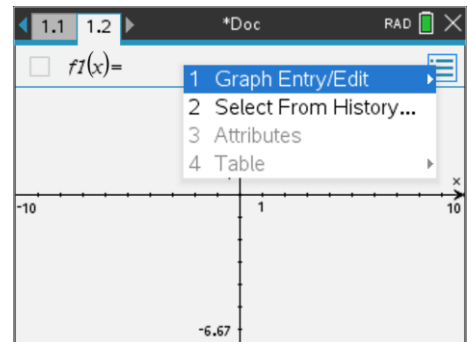 1.1 1.2 *Doc RAD
f1(x)=
1 Graph Entry/Edit
2 Select From History...
3 Attributes
4 Table
x
-10 1 10
-6.67